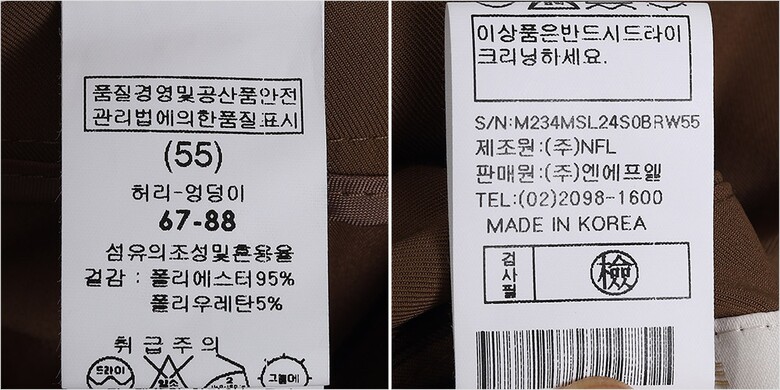 품질경영및공산품안전
관리법에의한품질표시
(55)
허리-엉덩이
67-88
섬유의조성및혼용율
겉감 : 폴리에스터95%
폴리우레탄5%
취급주의
드라이
염소
2
그늘에
이상품은반드시드라이
크리닝하세요.
S/N:M234MSL24S0BRW55
제조원:(주)NFL
판매원:(주)엔에프엘
TEL:(02)2098-1600
MADE IN KOREA
검사필
檢